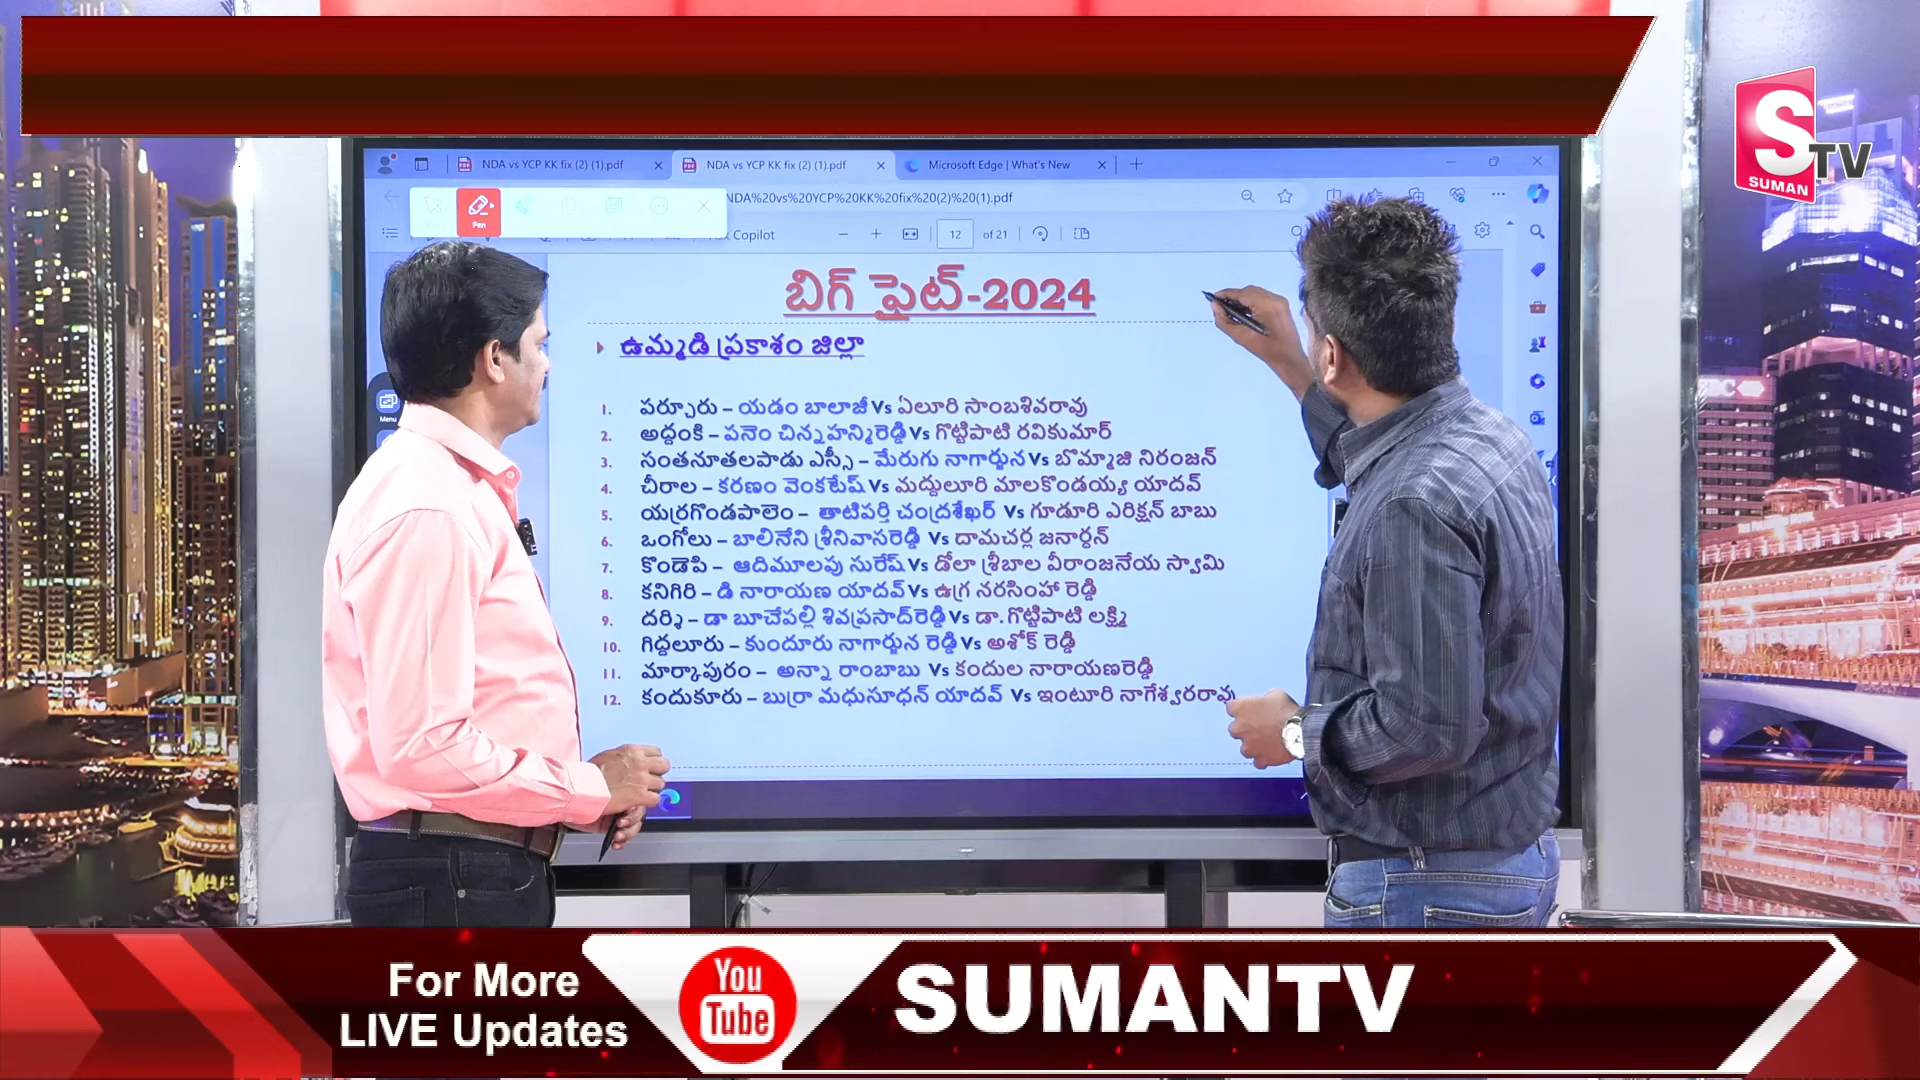 SUMAN TV
NDA vs YCP KK fix (2) (1).pdf
NDA vs YCP KK fix (2) (1).pdf
Microsoft Edge | What's New
NDA%20vs%20YCP%20KK%20fix%20(2)%20(1).pdf
Pen
Copilot
12 of 21
Menu
బిగ్ ఫైట్-2024
ఉమ్మడి ప్రకాశం జిల్లా
1. పర్చూరు – యడం బాలాజీ Vs ఏలూరి సాంబశివరావు
2. అద్దంకి – పనెం చిన్నహన్మిరెడ్డి Vs గొట్టిపాటి రవికుమార్
3. సంతనూతలపాడు ఎస్సీ – మేరుగు నాగార్జున Vs బొమ్మాజి నిరంజన్
4. చీరాల – కరణం వెంకటేష్ Vs మద్దులూరి మాలకొండయ్య యాదవ్
5. యర్రగొండపాలెం – తాటిపర్తి చంద్రశేఖర్ Vs గూడూరి ఎరిక్షన్ బాబు
6. ఒంగోలు – బాలినేని శ్రీనివాసరెడ్డి Vs దామచర్ల జనార్దన్
7. కొండెపి – ఆదిమూలపు సురేష్ Vs డోలా శ్రీబాల వీరాంజనేయ స్వామి
8. కనిగిరి – డి నారాయణ యాదవ్ Vs ఉగ్ర నరసింహా రెడ్డి
9. దర్శి – డా బూచేపల్లి శివప్రసాద్‌రెడ్డి Vs డా. గొట్టిపాటి లక్ష్మి
10. గిద్దలూరు – కుందూరు నాగార్జున రెడ్డి Vs అశోక్ రెడ్డి
11. మార్కాపురం – అన్నా రాంబాబు Vs కందుల నారాయణరెడ్డి
12. కందుకూరు – బుర్రా మధుసూధన్ యాదవ్ Vs ఇంటూరి నాగేశ్వరరావు
For More
LIVE Updates
You
Tube
SUMANTV